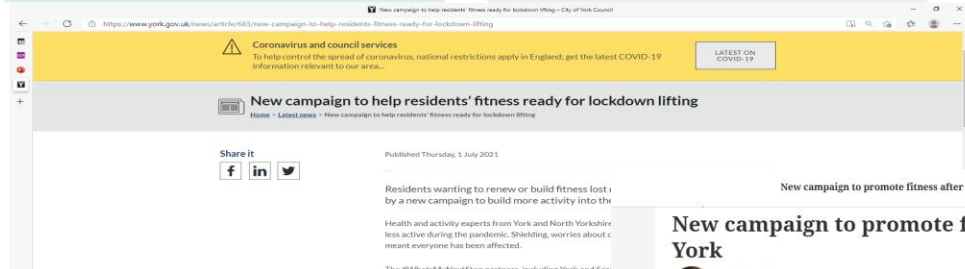 New campaign to help residents' fitness ready for lockdown lifting – City of York Council
https://www.york.gov.uk/news/article/683/new-campaign-to-help-residents-fitness-ready-for-lockdown-lifting
Coronavirus and council services
To help control the spread of coronavirus, national restrictions apply in England; get the latest COVID-19
information relevant to our area...
LATEST ON
COVID-19
New campaign to help residents' fitness ready for lockdown lifting
Home > Latest news > New campaign to help residents' fitness ready for lockdown lifting
Share it
Published Thursday, 1 July 2021
Residents wanting to renew or build fitness lost
by a new campaign to build more activity into the
Health and activity experts from York and North Yorkshire
less active during the pandemic. Shielding, worries about
meant everyone has been affected.
New campaign to promote fitness after
New campaign to promote f
York